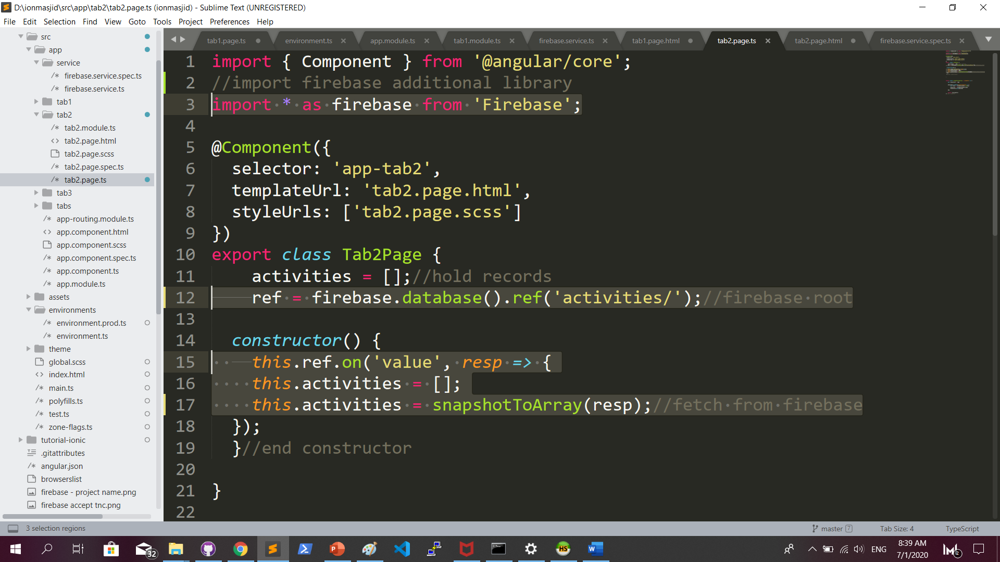 D:\ionmasjid\src\app\tab2\tab2.page.ts (ionmasjid) - Sublime Text (UNREGISTERED)
File Edit Selection Find View Goto Tools Project Preferences Help
src
app
service
firebase.service.spec.ts
firebase.service.ts
tab1
tab2
tab2.module.ts
tab2.page.html
tab2.page.scss
tab2.page.spec.ts
tab2.page.ts
tab3
tabs
app-routing.module.ts
app.component.html
app.component.scss
app.component.spec.ts
app.component.ts
app.module.ts
assets
environments
environment.prod.ts
environment.ts
theme
global.scss
index.html
main.ts
polyfills.ts
test.ts
zone-flags.ts
tutorial-ionic
.gitattributes
angular.json
browserslist
firebase - project name.png
firebase accept tnc.png
tab1.page.ts environment.ts app.module.ts tab1.module.ts firebase.service.ts tab1.page.html tab2.page.ts tab2.page.html firebase.service.spec.ts
1 import { Component } from '@angular/core';
2 //import firebase additional library
3 import * as firebase from 'Firebase';
4
5 @Component({
6 selector: 'app-tab2',
7 templateUrl: 'tab2.page.html',
8 styleUrls: ['tab2.page.scss']
9 })
10 export class Tab2Page {
11 activities = [];//hold records
12 ref = firebase.database().ref('activities/');//firebase root
13
14 constructor() {
15 this.ref.on('value', resp => {
16 this.activities = [];
17 this.activities = snapshotToArray(resp);//fetch from firebase
18 });
19 }//end constructor
20
21 }
22
3 selection regions master 7 Tab Size: 4 TypeScript
32
ENG
8:39 AM
7/1/2020
2